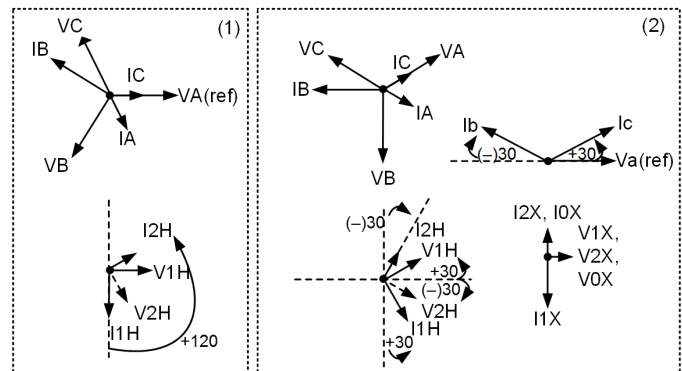 (1)
VC
IB
IC
VA(ref)
IA
VB
I2H
V1H
V2H
I1H
+120
(2)
VC
IC
VA
IB
IA
VB
Ib
Ic
(–)30
+30
Va(ref)
(–)30
I2H
V1H
+30
(–)30
V2H
I1H
+30
I2X, I0X
V1X,
V2X,
V0X
I1X